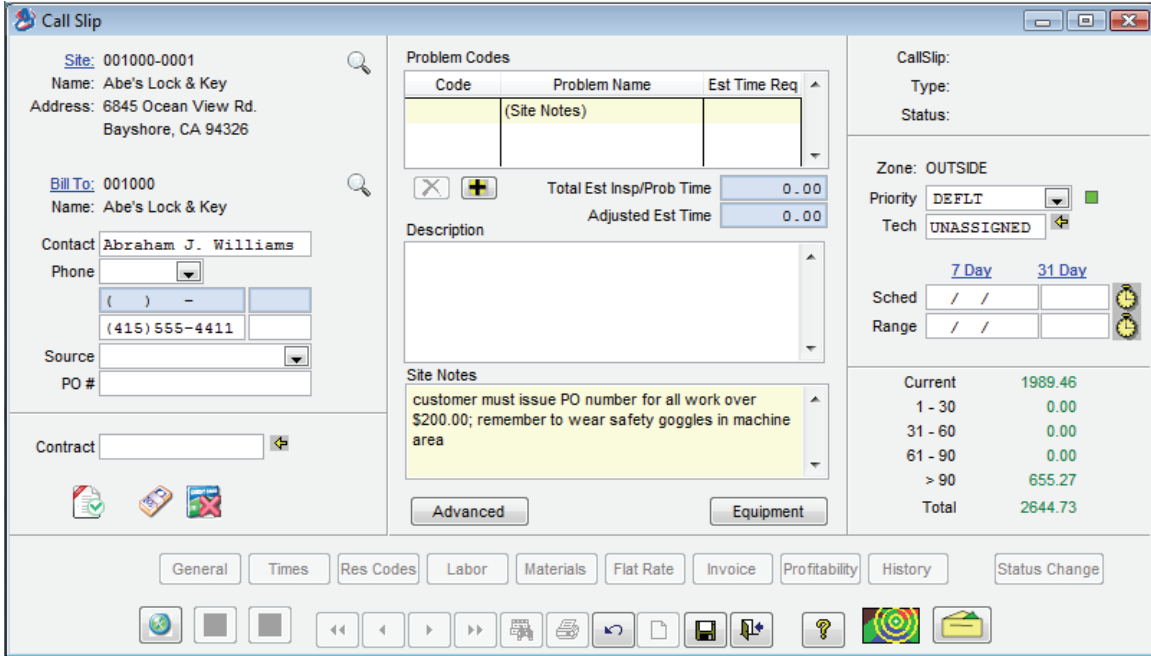 Call Slip
Site: 001000-0001
Name: Abe's Lock & Key
Address: 6845 Ocean View Rd.
Bayshore, CA 94326
Bill To: 001000
Name: Abe's Lock & Key
Contact Abraham J. Williams
Phone
( ) -
(415)555-4411
Source
PO #
Contract
Problem Codes
Code Problem Name Est Time Req
(Site Notes)
Total Est Insp/Prob Time 0.00
Adjusted Est Time 0.00
Description
Site Notes
customer must issue PO number for all work over
$200.00; remember to wear safety goggles in machine
area
Advanced Equipment
CallSlip:
Type:
Status:
Zone: OUTSIDE
Priority DEFLT
Tech UNASSIGNED
7 Day 31 Day
Sched / /
Range / /
Current 1989.46
1 - 30 0.00
31 - 60 0.00
61 - 90 0.00
> 90 655.27
Total 2644.73
General Times Res Codes Labor Materials Flat Rate Invoice Profitability History Status Change
?